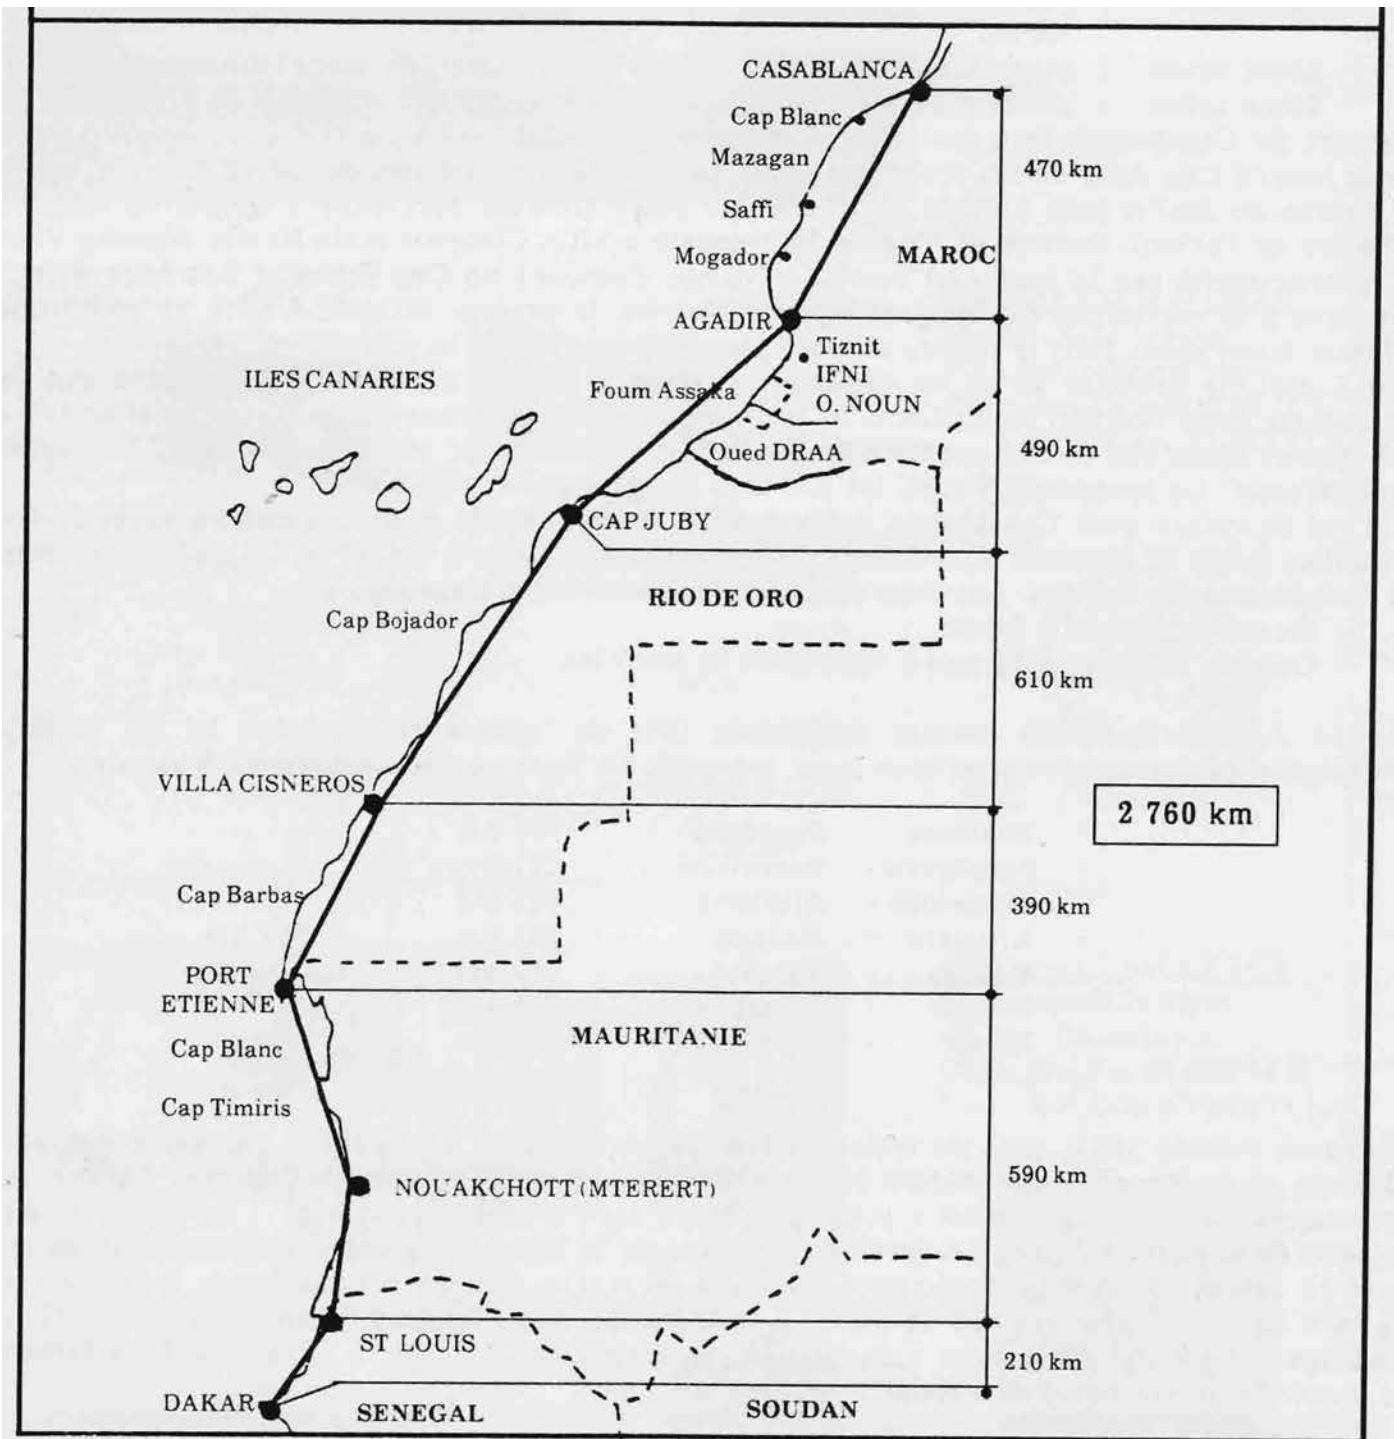 CASABLANCA
Cap Blanc
Mazagan
470 km
Saffi
Mogador
MAROC
AGADIR
Tiznit
IFNI
O. NOUN
ILES CANARIES
Foum Assaka
Oued DRAA
490 km
CAP JUBY
RIO DE ORO
Cap Bojador
610 km
VILLA CISNEROS
2 760 km
Cap Barbas
390 km
PORT
ETIENNE
MAURITANIE
Cap Blanc
Cap Timiris
NOUAKCHOTT (MTERERT)
590 km
ST LOUIS
210 km
DAKAR
SENEGAL
SOUDAN